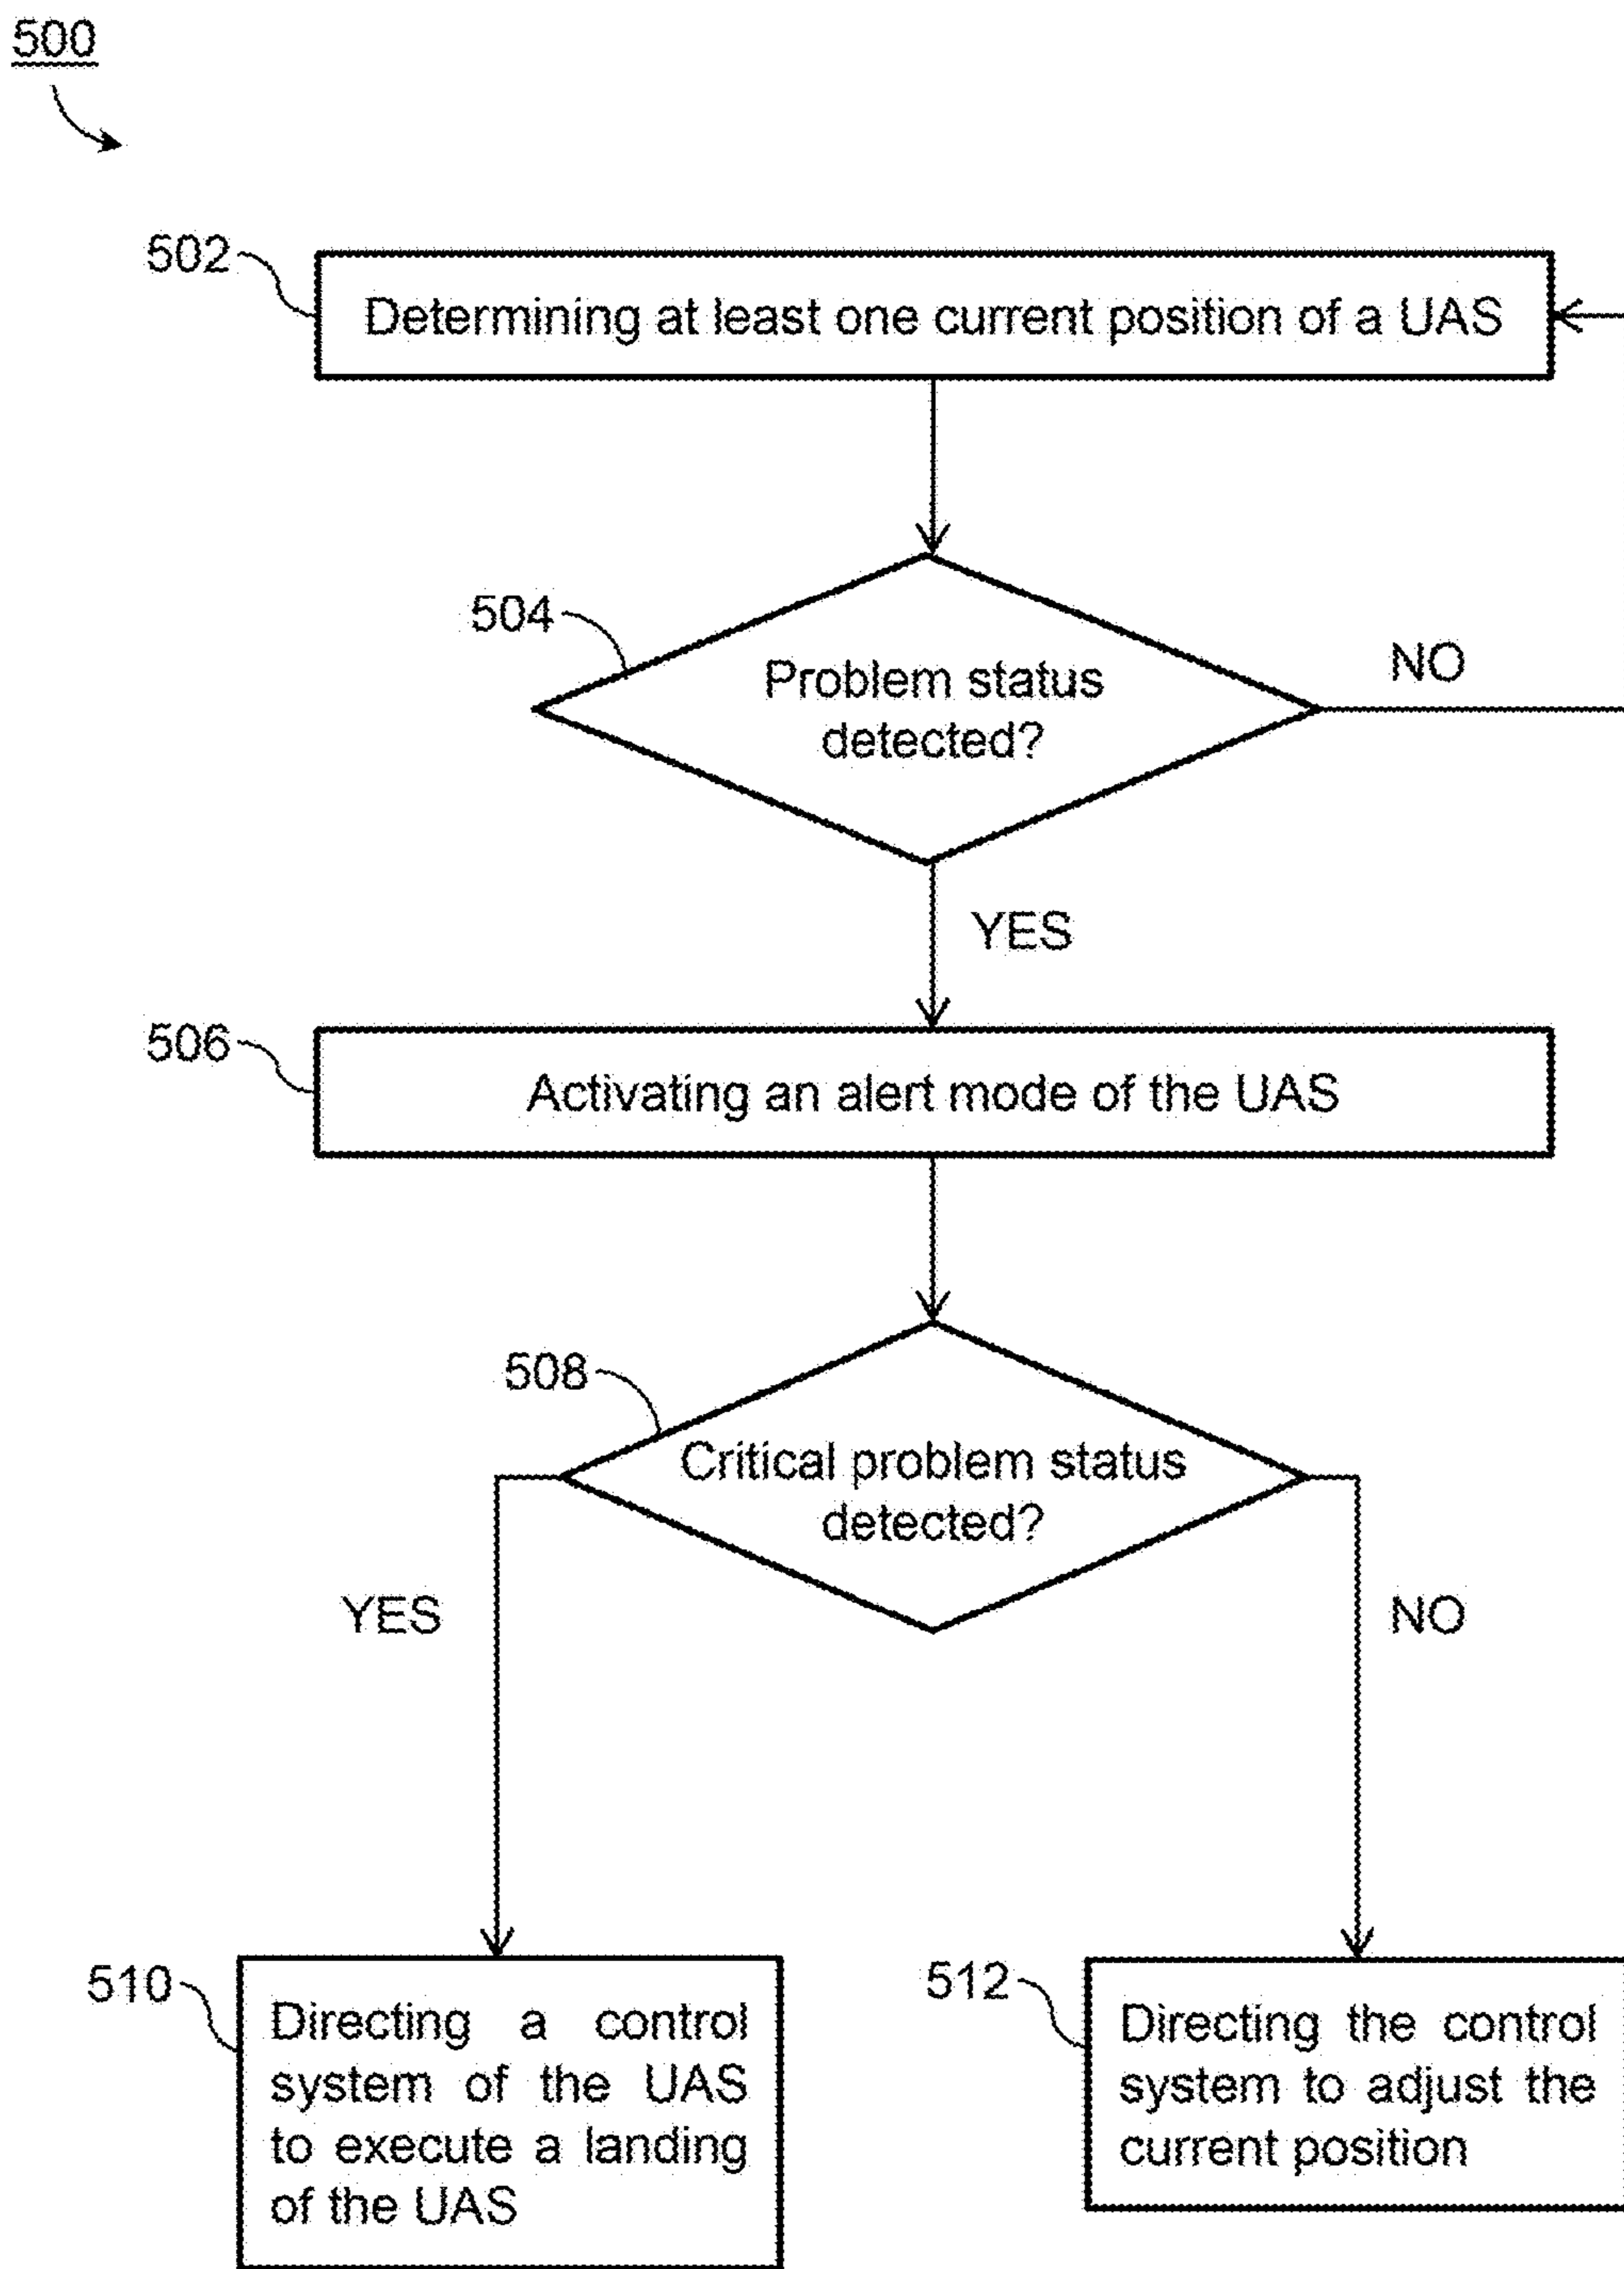 500
502
Determining at least one current position of a UAS
504
Problem status
detected?
NO
YES
506
Activating an alert mode of the UAS
508
Critical problem status
detected?
YES
NO
510
Directing a control
system of the UAS
to execute a landing
of the UAS
512
Directing the control
system to adjust the
current position